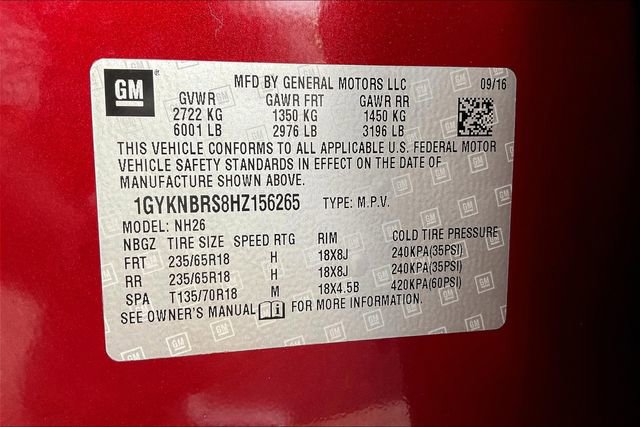 GM
MFD BY GENERAL MOTORS LLC 09/16
GVWR GAWR FRT GAWR RR
2722 KG 1350 KG 1450 KG
6001 LB 2976 LB 3196 LB
THIS VEHICLE CONFORMS TO ALL APPLICABLE U.S. FEDERAL MOTOR
VEHICLE SAFETY STANDARDS IN EFFECT ON THE DATE OF
MANUFACTURE SHOWN ABOVE.
1GYKNBRS8HZ156265 TYPE: M.P.V.
MODEL: NH26
NBGZ TIRE SIZE SPEED RTG RIM COLD TIRE PRESSURE
FRT 235/65R18 H 18X8J 240KPA(35PSI)
RR 235/65R18 H 18X8J 240KPA(35PSI)
SPA T135/70R18 M 18X4.5B 420KPA(60PSI)
SEE OWNER'S MANUAL FOR MORE INFORMATION.